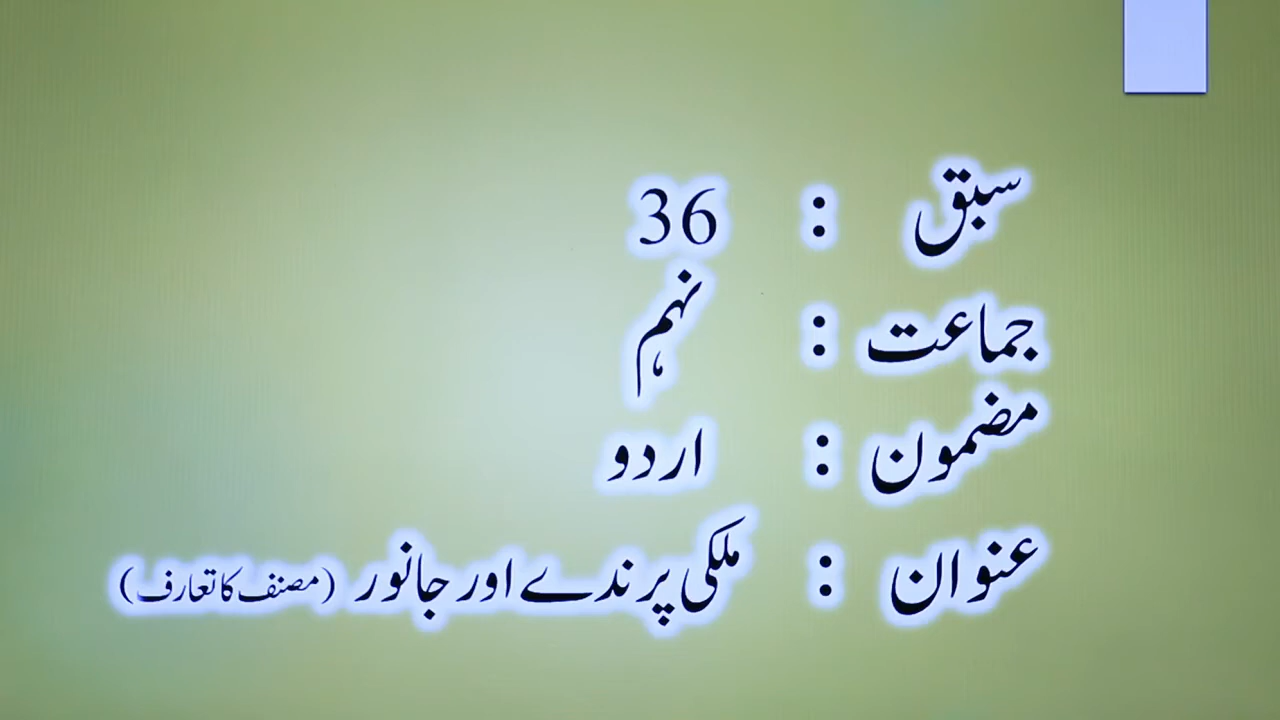 سبق : 36
جماعت : نہم
مضمون : اردو
عنوان : ملکی پرندے اور جانور (مصنف کا تعارف)